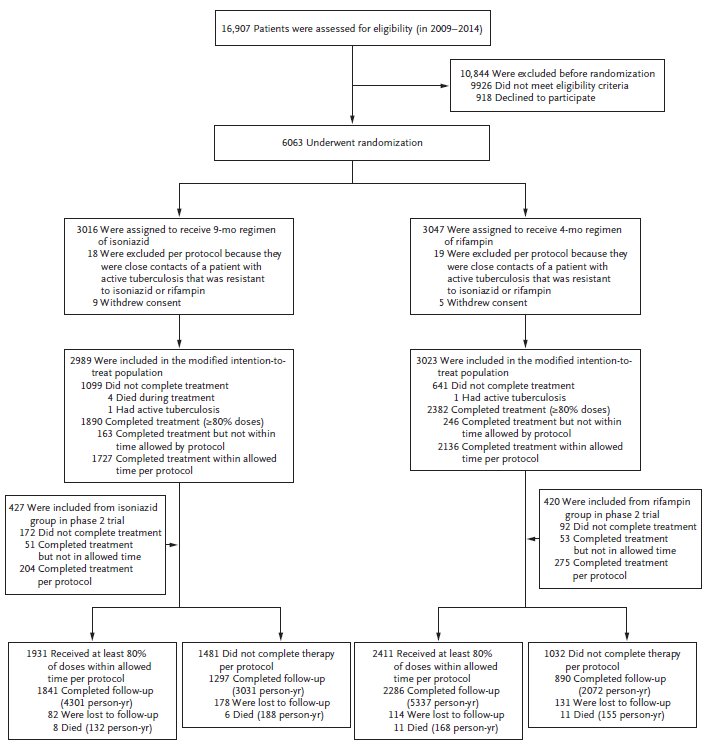 16,907 Patients were assessed for eligibility (in 2009–2014)
10,844 Were excluded before randomization
9926 Did not meet eligibility criteria
918 Declined to participate
6063 Underwent randomization
3016 Were assigned to receive 9-mo regimen
of isoniazid
18 Were excluded per protocol because they
were close contacts of a patient with
active tuberculosis that was resistant
to isoniazid or rifampin
9 Withdrew consent
3047 Were assigned to receive 4-mo regimen
of rifampin
19 Were excluded per protocol because they
were close contacts of a patient with
active tuberculosis that was resistant
to isoniazid or rifampin
5 Withdrew consent
2989 Were included in the modified intention-to-
treat population
1099 Did not complete treatment
4 Died during treatment
1 Had active tuberculosis
1890 Completed treatment (≥80% doses)
163 Completed treatment but not within
time allowed by protocol
1727 Completed treatment within allowed
time per protocol
3023 Were included in the modified intention-to-
treat population
641 Did not complete treatment
1 Had active tuberculosis
2382 Completed treatment (≥80% doses)
246 Completed treatment but not within
time allowed by protocol
2136 Completed treatment within allowed
time per protocol
427 Were included from isoniazid
group in phase 2 trial
172 Did not complete treatment
51 Completed treatment
but not in allowed time
204 Completed treatment
per protocol
420 Were included from rifampin
group in phase 2 trial
92 Did not complete treatment
53 Completed treatment
but not in allowed time
275 Completed treatment
per protocol
1931 Received at least 80%
of doses within allowed
time per protocol
1841 Completed follow-up
(4301 person-yr)
82 Were lost to follow-up
8 Died (132 person-yr)
1481 Did not complete therapy
per protocol
1297 Completed follow-up
(3031 person-yr)
178 Were lost to follow-up
6 Died (188 person-yr)
2411 Received at least 80%
of doses within allowed
time per protocol
2286 Completed follow-up
(5337 person-yr)
114 Were lost to follow-up
11 Died (168 person-yr)
1032 Did not complete therapy
per protocol
890 Completed follow-up
(2072 person-yr)
131 Were lost to follow-up
11 Died (155 person-yr)